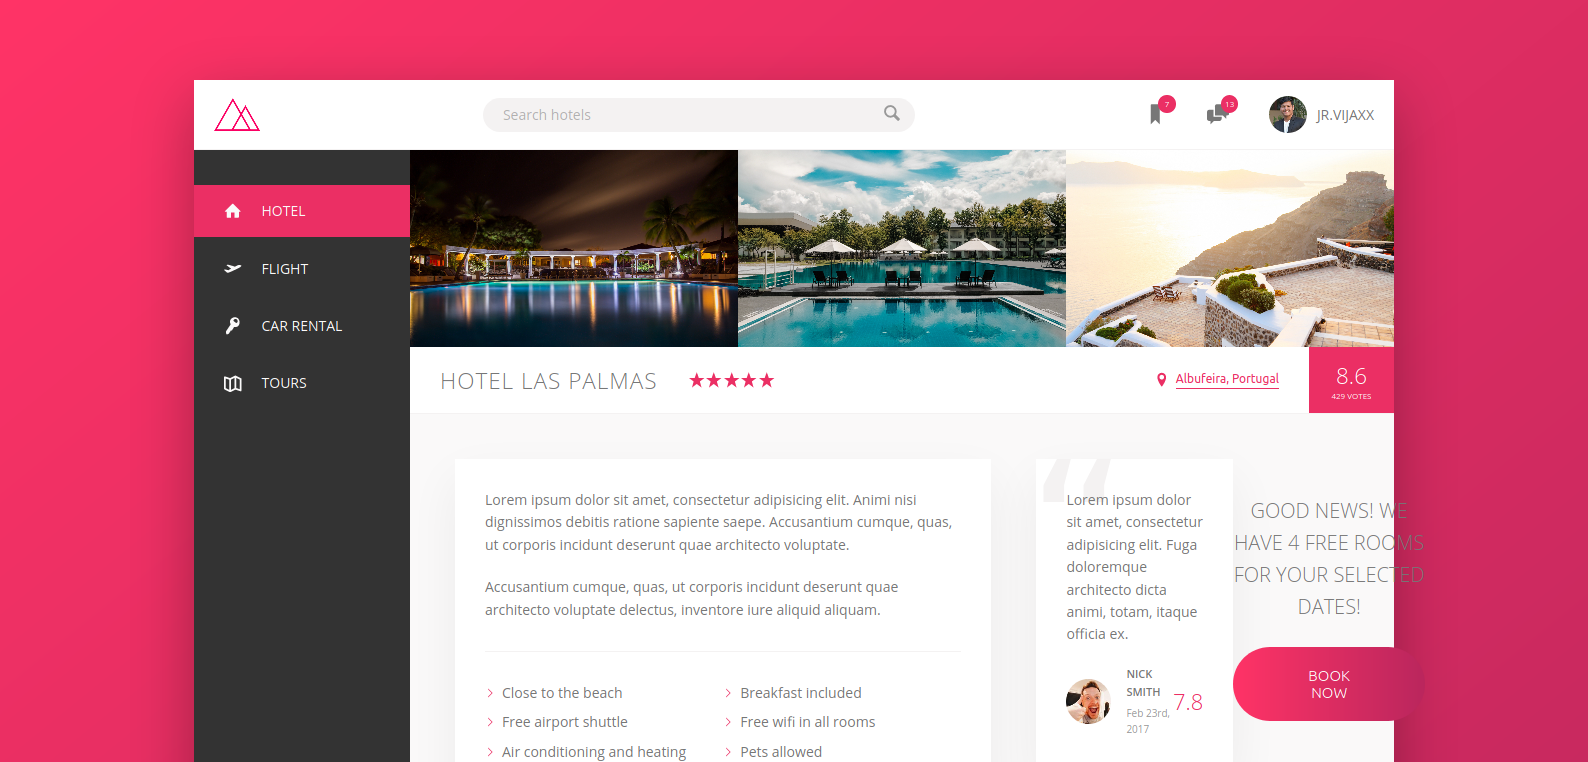 Search hotels
7
13
JR.VIJAXX
HOTEL
FLIGHT
CAR RENTAL
TOURS
HOTEL LAS PALMAS
Albufeira, Portugal
8.6
429 VOTES
Lorem ipsum dolor sit amet, consectetur adipisicing elit. Animi nisi
dignissimos debitis ratione sapiente saepe. Accusantium cumque, quas,
ut corporis incidunt deserunt quae architecto voluptate.
Accusantium cumque, quas, ut corporis incidunt deserunt quae
architecto voluptate delectus, inventore iure aliquid aliquam.
Close to the beach
Breakfast included
Free airport shuttle
Free wifi in all rooms
Air conditioning and heating
Pets allowed
“
Lorem ipsum dolor
sit amet, consectetur
adipisicing elit. Fuga
doloremque
architecto dicta
animi, totam, itaque
officia ex.
NICK
SMITH
Feb 23rd,
2017
7.8
GOOD NEWS! WE
HAVE 4 FREE ROOMS
FOR YOUR SELECTED
DATES!
BOOK
NOW